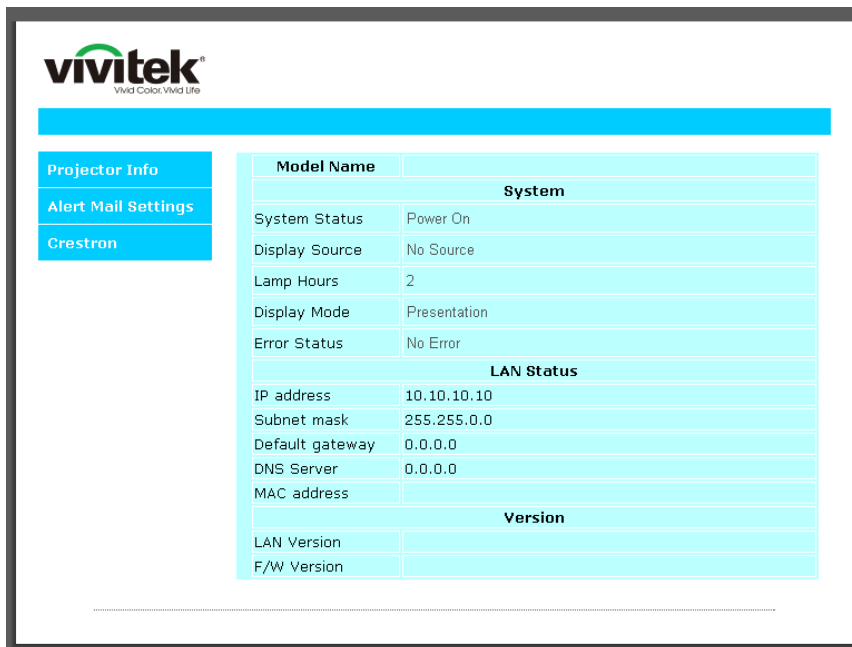 vivitek®
Vivid Color, Vivid Life
Projector Info
Alert Mail Settings
Crestron
Model Name
System
System Status Power On
Display Source No Source
Lamp Hours 2
Display Mode Presentation
Error Status No Error
LAN Status
IP address 10.10.10.10
Subnet mask 255.255.0.0
Default gateway 0.0.0.0
DNS Server 0.0.0.0
MAC address
Version
LAN Version
F/W Version